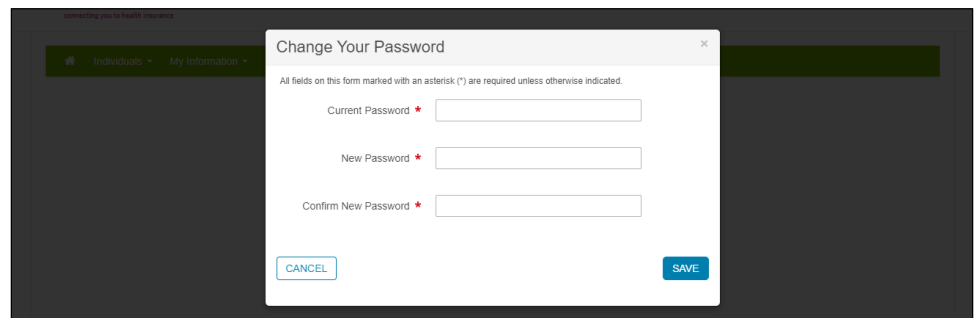 connecting you to health insurance
Change Your Password ×
Individuals My Information
All fields on this form marked with an asterisk (*) are required unless otherwise indicated.
Current Password *
New Password *
Confirm New Password *
CANCEL SAVE